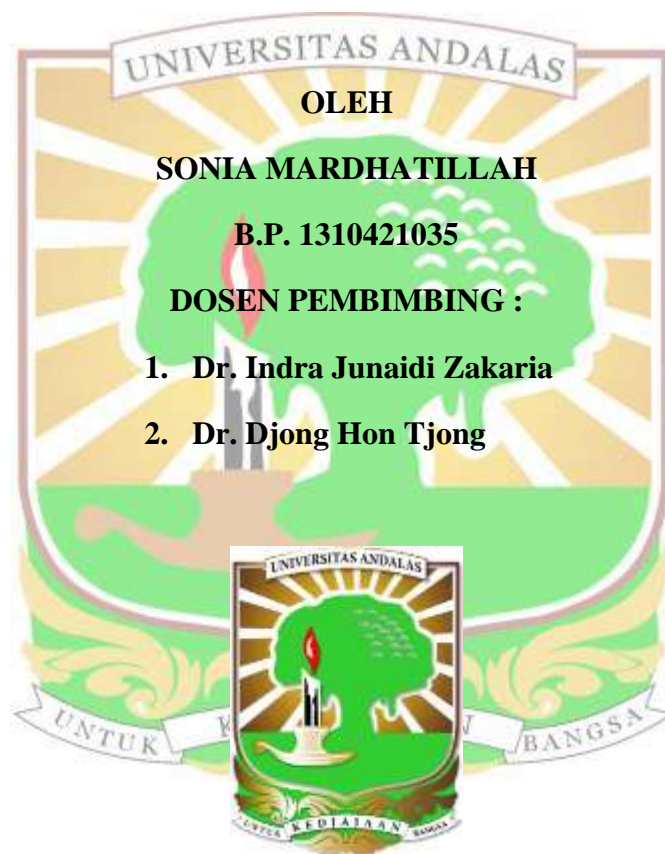 UNIVERSITAS ANDALAS
OLEH
SONIA MARDHATILLAH
B.P. 1310421035
DOSEN PEMBIMBING :
1. Dr. Indra Junaidi Zakaria
2. Dr. Djong Hon Tjong
UNIVERSITAS ANDALAS
UNTUK BANGSA
UNTUK KEDJAJAAN BANGSA